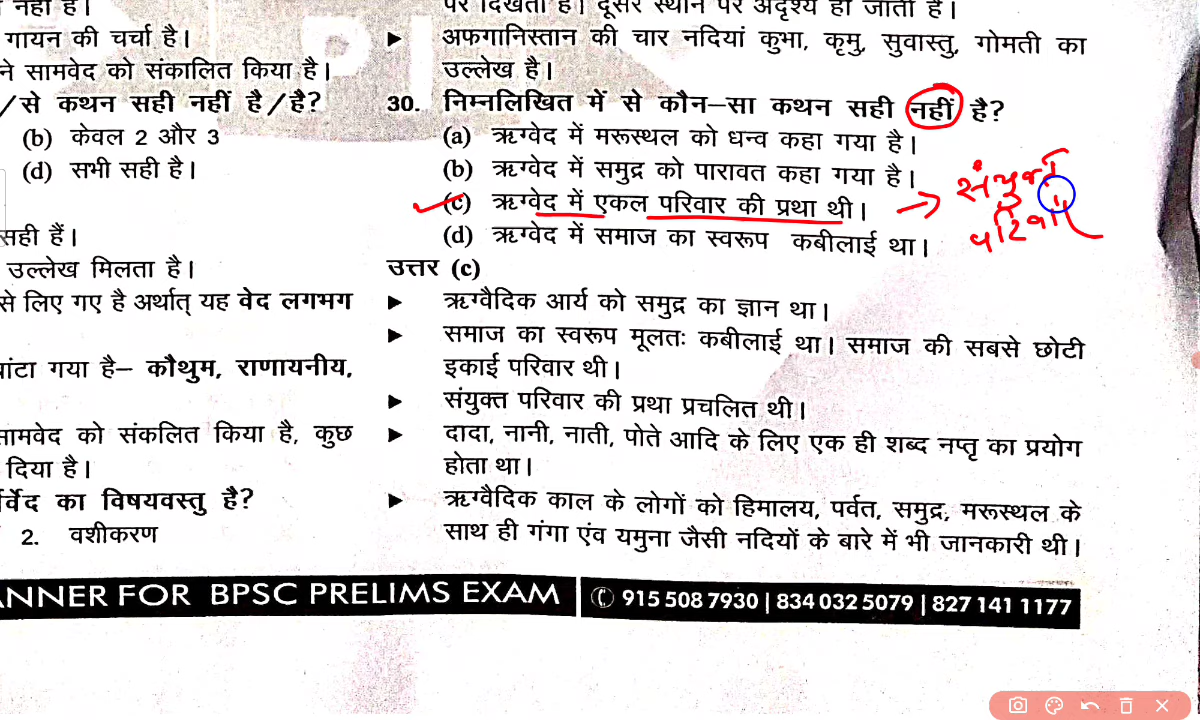 नहीं है।
गायन की चर्चा है।
ने सामवेद को संकालित किया है।
/से कथन सही नहीं है/है?
(b) केवल 2 और 3
(d) सभी सही है।
सही हैं।
उल्लेख मिलता है।
से लिए गए है अर्थात् यह वेद लगभग
बांटा गया है– कौथुम, राणायनीय,
सामवेद को संकलित किया है, कुछ
दिया है।
र्ववेद का विषयवस्तु है?
2. वशीकरण
पर दिखता है। दूसरे स्थान पर अदृश्य हो जाती है।
► अफगानिस्तान की चार नदियां कुभा, कृमु, सुवास्तु, गोमती का
उल्लेख है।
30. निम्नलिखित में से कौन–सा कथन सही नहीं है?
(a) ऋग्वेद में मरूस्थल को धन्व कहा गया है।
(b) ऋग्वेद में समुद्र को पारावत कहा गया है।
(c) ऋग्वेद में एकल परिवार की प्रथा थी।
→ संयुक्त
परिवार
(d) ऋग्वेद में समाज का स्वरूप कबीलाई था।
उत्तर (c)
► ऋग्वैदिक आर्य को समुद्र का ज्ञान था।
► समाज का स्वरूप मूलतः कबीलाई था। समाज की सबसे छोटी
इकाई परिवार थी।
► संयुक्त परिवार की प्रथा प्रचलित थी।
► दादा, नानी, नाती, पोते आदि के लिए एक ही शब्द नप्तृ का प्रयोग
होता था।
► ऋग्वैदिक काल के लोगों को हिमालय, पर्वत, समुद्र, मरूस्थल के
साथ ही गंगा एंव यमुना जैसी नदियों के बारे में भी जानकारी थी।
ANNER FOR BPSC PRELIMS EXAM
915 508 7930 | 834 032 5079 | 827 141 1177